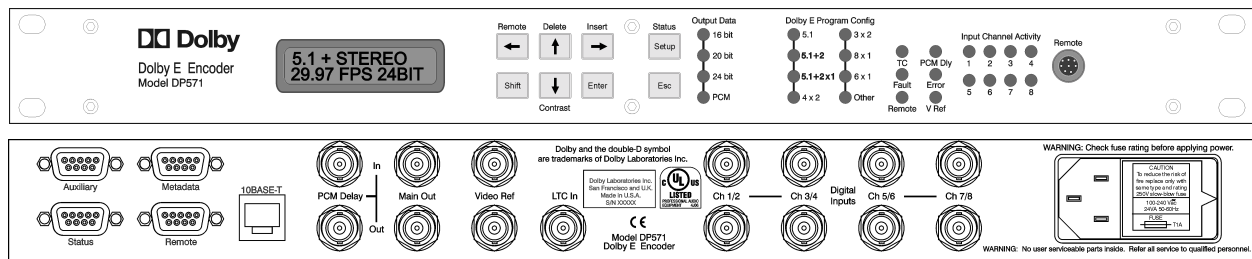 Dolby
Dolby E Encoder
Model DP571
5.1 + STEREO
29.97 FPS 24BIT
Remote
Delete
Insert
Status
Setup
Shift
Enter
Esc
Contrast
Output Data
16 bit
20 bit
24 bit
PCM
Dolby E Program Config
5.1
3 x 2
5.1+2
8 x 1
5.1+2x1
6 x 1
4 x 2
Other
TC
PCM Dly
Fault
Error
Remote
V Ref
Input Channel Activity
1 2 3 4
5 6 7 8
Remote
Auxiliary
Metadata
Status
Remote
10BASE-T
PCM Delay
In
Out
Main Out
Video Ref
Dolby and the double-D symbol
are trademarks of Dolby Laboratories Inc.
LTC In
Dolby Laboratories Inc.
San Francisco and U.K.
Made in U.S.A.
S/N XXXXX
C UL US
LISTED
PROFESSIONAL AUDIO
EQUIPMENT 4J06
CE
Model DP571
Dolby E Encoder
Ch 1/2
Ch 3/4
Digital
Inputs
Ch 5/6
Ch 7/8
WARNING: Check fuse rating before applying power.
CAUTION
To reduce the risk of
fire replace only with
same type and rating
250V slow-blow fuse
100-240 Vac
24VA 50-60Hz
FUSE
T1A
WARNING: No user serviceable parts inside. Refer all service to qualified personnel.